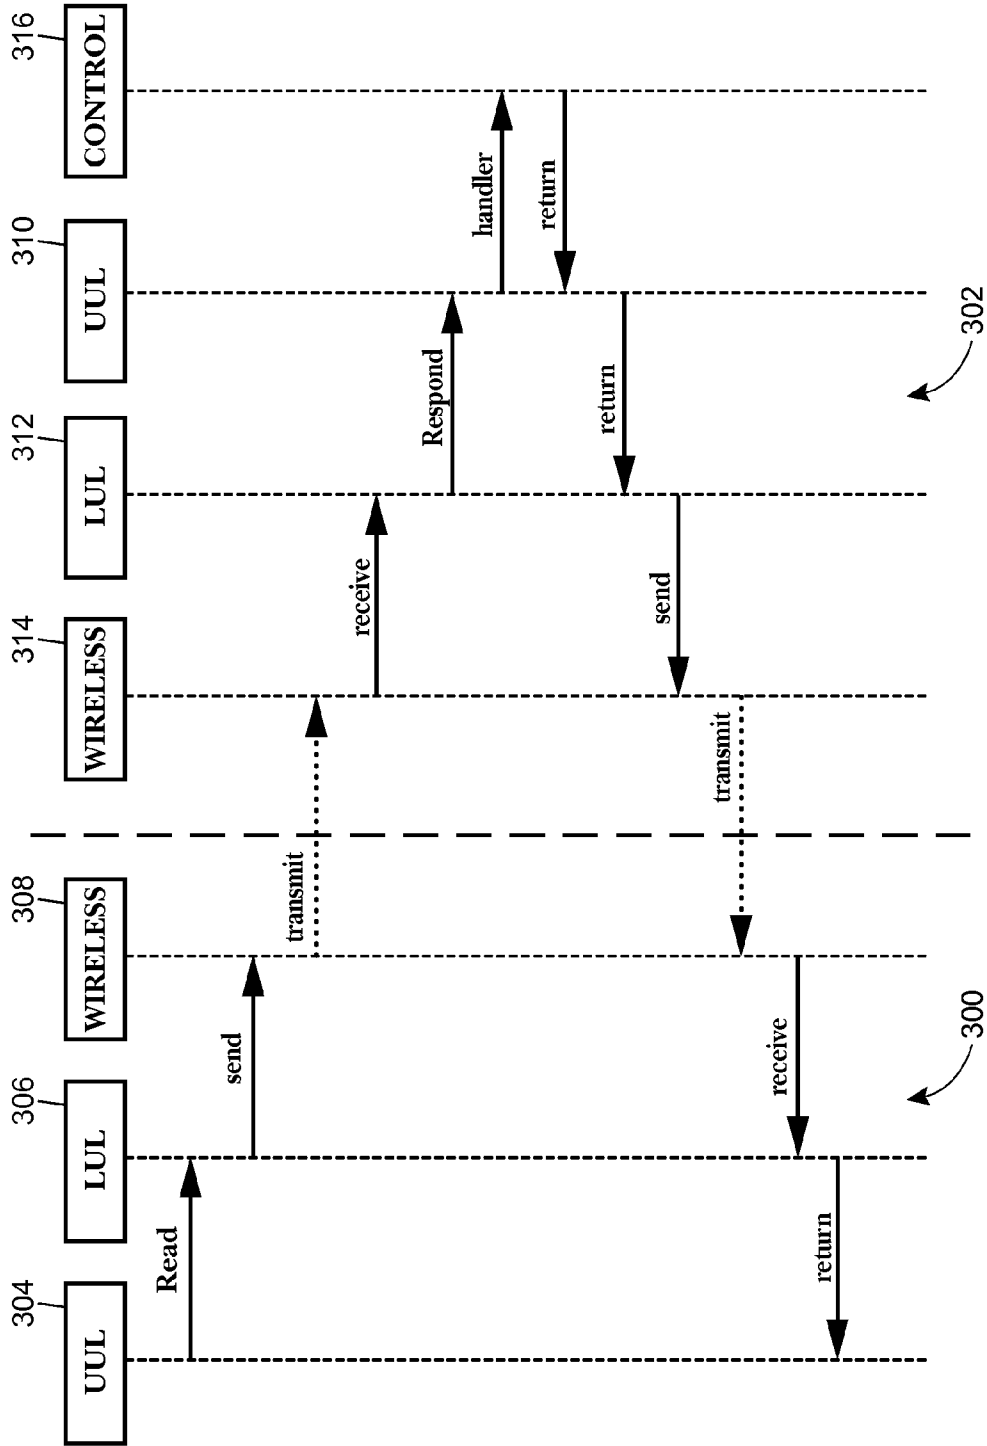 304
306
308
314
312
310
316
UUL
LUL
WIRELESS
WIRELESS
LUL
UUL
CONTROL
Read
send
transmit
receive
Respond
handler
return
return
send
transmit
receive
return
300
302